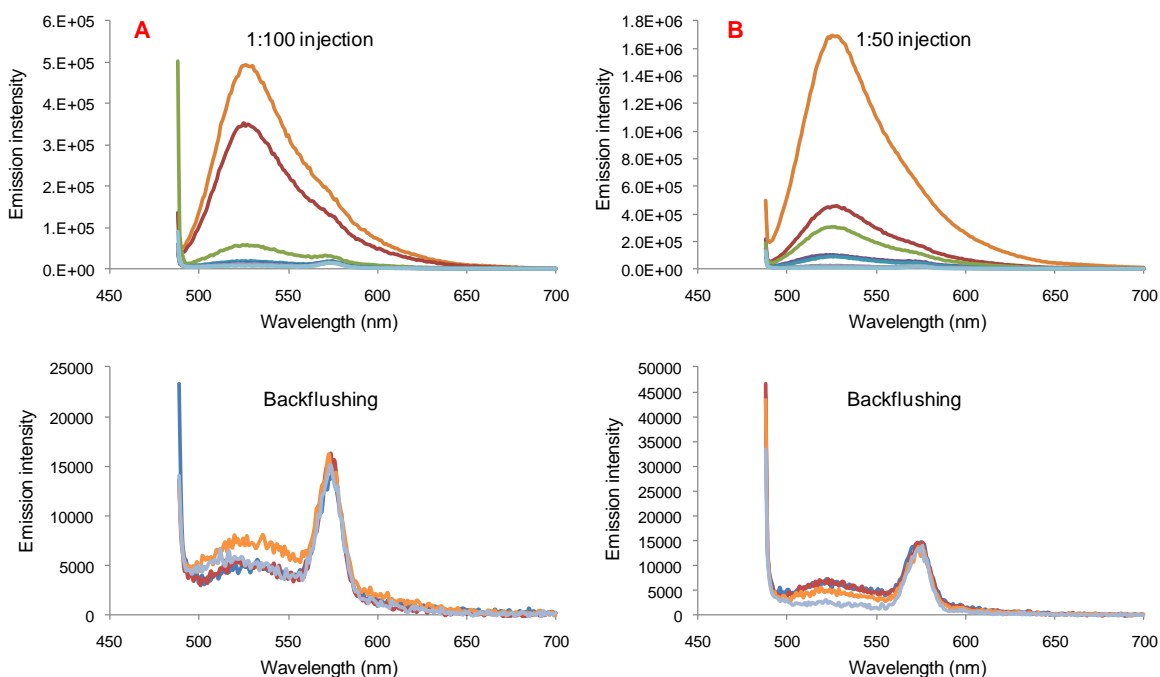 A
1:100 injection
6.E+05
5.E+05
4.E+05
3.E+05
2.E+05
1.E+05
0.E+00
Emission instensity
450 500 550 600 650 700
Wavelength (nm)
B
1:50 injection
1.8E+06
1.6E+06
1.4E+06
1.2E+06
1.0E+06
8.0E+05
6.0E+05
4.0E+05
2.0E+05
0.0E+00
Emission intensity
450 500 550 600 650 700
Wavelength (nm)
Backflushing
25000
20000
15000
10000
5000
0
Emission intensity
450 500 550 600 650 700
Wavelength (nm)
Backflushing
50000
45000
40000
35000
30000
25000
20000
15000
10000
5000
0
Emission intensity
450 500 550 600 650 700
Wavelength (nm)